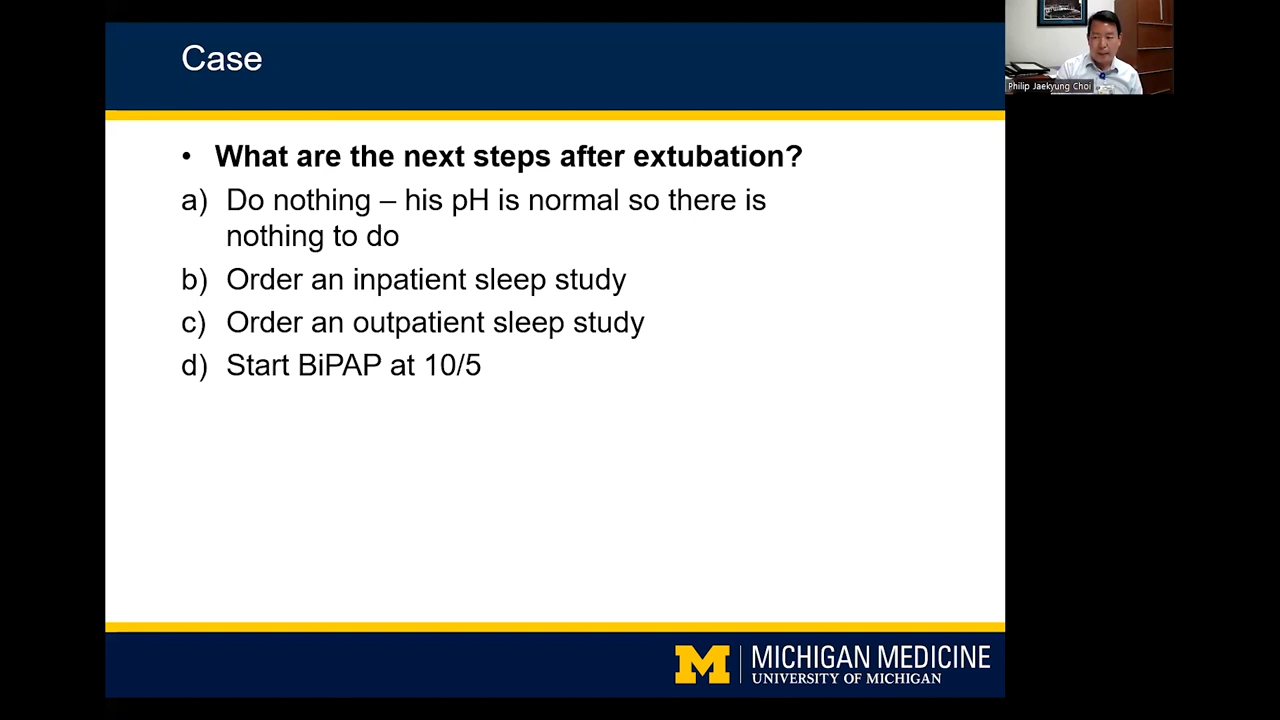 Case
• What are the next steps after extubation?
a) Do nothing – his pH is normal so there is
nothing to do
b) Order an inpatient sleep study
c) Order an outpatient sleep study
d) Start BiPAP at 10/5
M MICHIGAN MEDICINE
UNIVERSITY OF MICHIGAN
Philip Jaekyung Choi